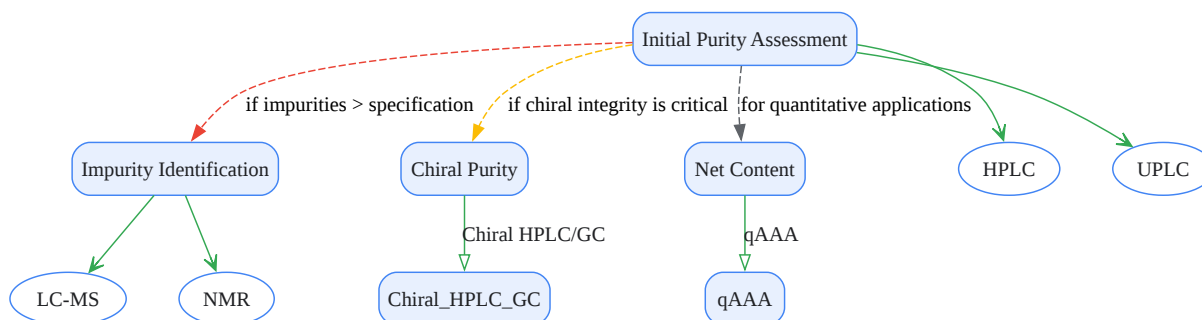 Initial Purity Assessment
if impurities > specification
if chiral integrity is critical
for quantitative applications
Impurity Identification
Chiral Purity
Net Content
HPLC
UPLC
Chiral HPLC/GC
qAAA
LC-MS
NMR
Chiral_HPLC_GC
qAAA